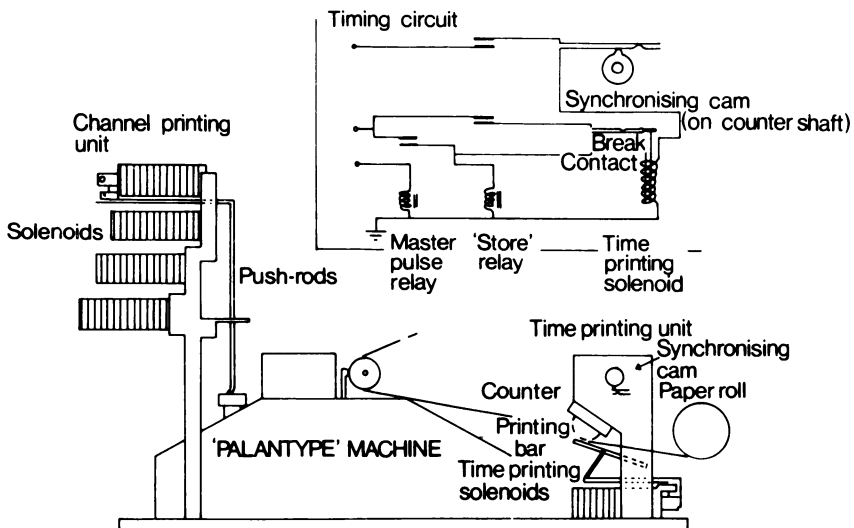 Timing circuit
Synchronising cam
(on counter shaft)
Break
Contact
Master
pulse
relay
'Store'
relay
Time
printing
solenoid
Channel printing
unit
Solenoids
Push-rods
'PALANTYPE' MACHINE
Time printing unit
Synchronising
cam
Paper roll
Counter
Printing
bar
Time printing
solenoids